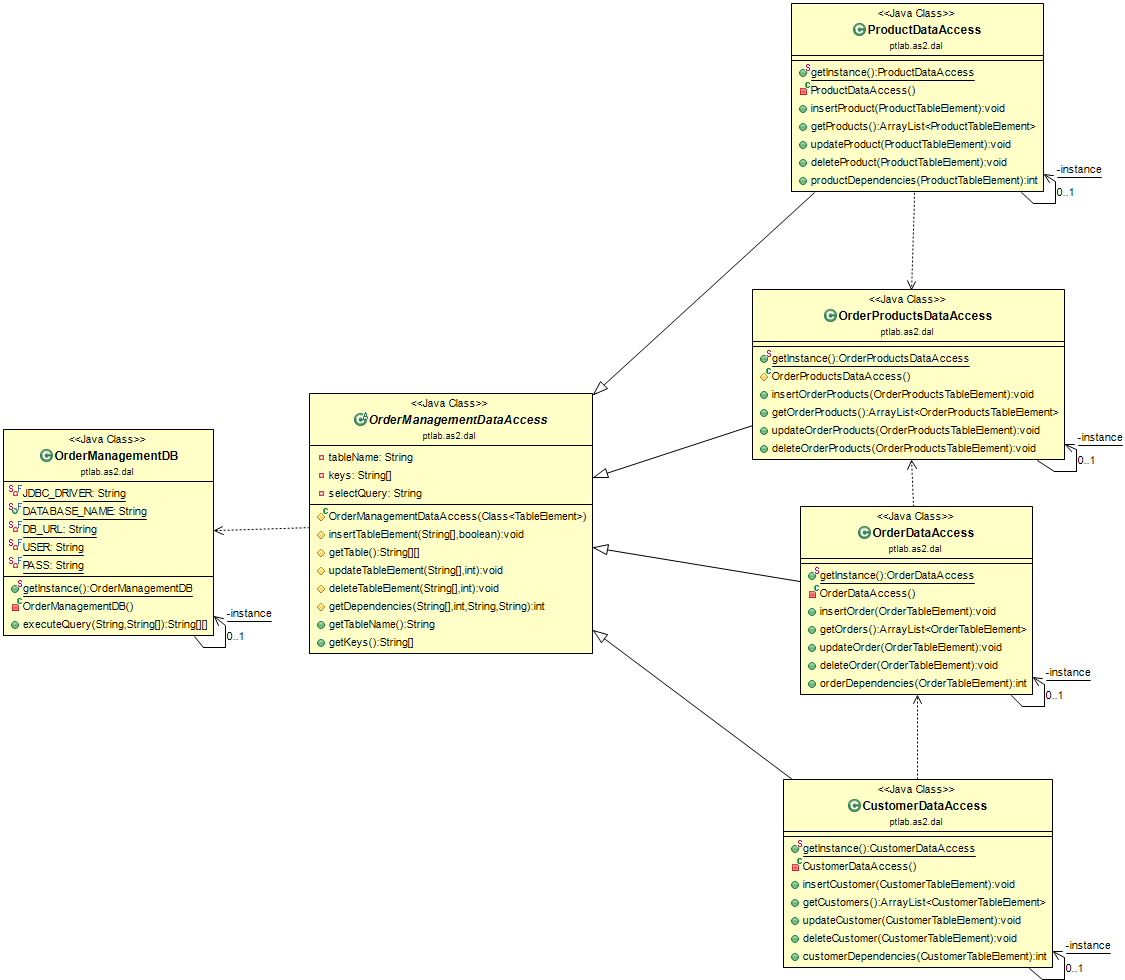 <<Java Class>>
ProductDataAccess
ptlab.as2.dal
getInstance():ProductDataAccess
ProductDataAccess()
insertProduct(ProductTableElement):void
getProducts():ArrayList<ProductTableElement>
updateProduct(ProductTableElement):void
deleteProduct(ProductTableElement):void
productDependencies(ProductTableElement):int
-instance
0..1
<<Java Class>>
OrderProductsDataAccess
ptlab.as2.dal
getInstance():OrderProductsDataAccess
OrderProductsDataAccess()
insertOrderProducts(OrderProductsTableElement):void
getOrderProducts():ArrayList<OrderProductsTableElement>
updateOrderProducts(OrderProductsTableElement):void
deleteOrderProducts(OrderProductsTableElement):void
-instance
0..1
<<Java Class>>
OrderManagementDataAccess
ptlab.as2.dal
tableName: String
keys: String[]
selectQuery: String
OrderManagementDataAccess(Class<TableElement>)
insertTableElement(String[],boolean):void
getTable():String[][]
updateTableElement(String[],int):void
deleteTableElement(String[],int):void
getDependencies(String[],int,String,String):int
getTableName():String
getKeys():String[]
<<Java Class>>
OrderManagementDB
ptlab.as2.dal
JDBC_DRIVER: String
DATABASE_NAME: String
DB_URL: String
USER: String
PASS: String
getInstance():OrderManagementDB
OrderManagementDB()
executeQuery(String,String[]):String[][]
-instance
0..1
<<Java Class>>
OrderDataAccess
ptlab.as2.dal
getInstance():OrderDataAccess
OrderDataAccess()
insertOrder(OrderTableElement):void
getOrders():ArrayList<OrderTableElement>
updateOrder(OrderTableElement):void
deleteOrder(OrderTableElement):void
orderDependencies(OrderTableElement):int
-instance
0..1
<<Java Class>>
CustomerDataAccess
ptlab.as2.dal
getInstance():CustomerDataAccess
CustomerDataAccess()
insertCustomer(CustomerTableElement):void
getCustomers():ArrayList<CustomerTableElement>
updateCustomer(CustomerTableElement):void
deleteCustomer(CustomerTableElement):void
customerDependencies(CustomerTableElement):int
-instance
0..1